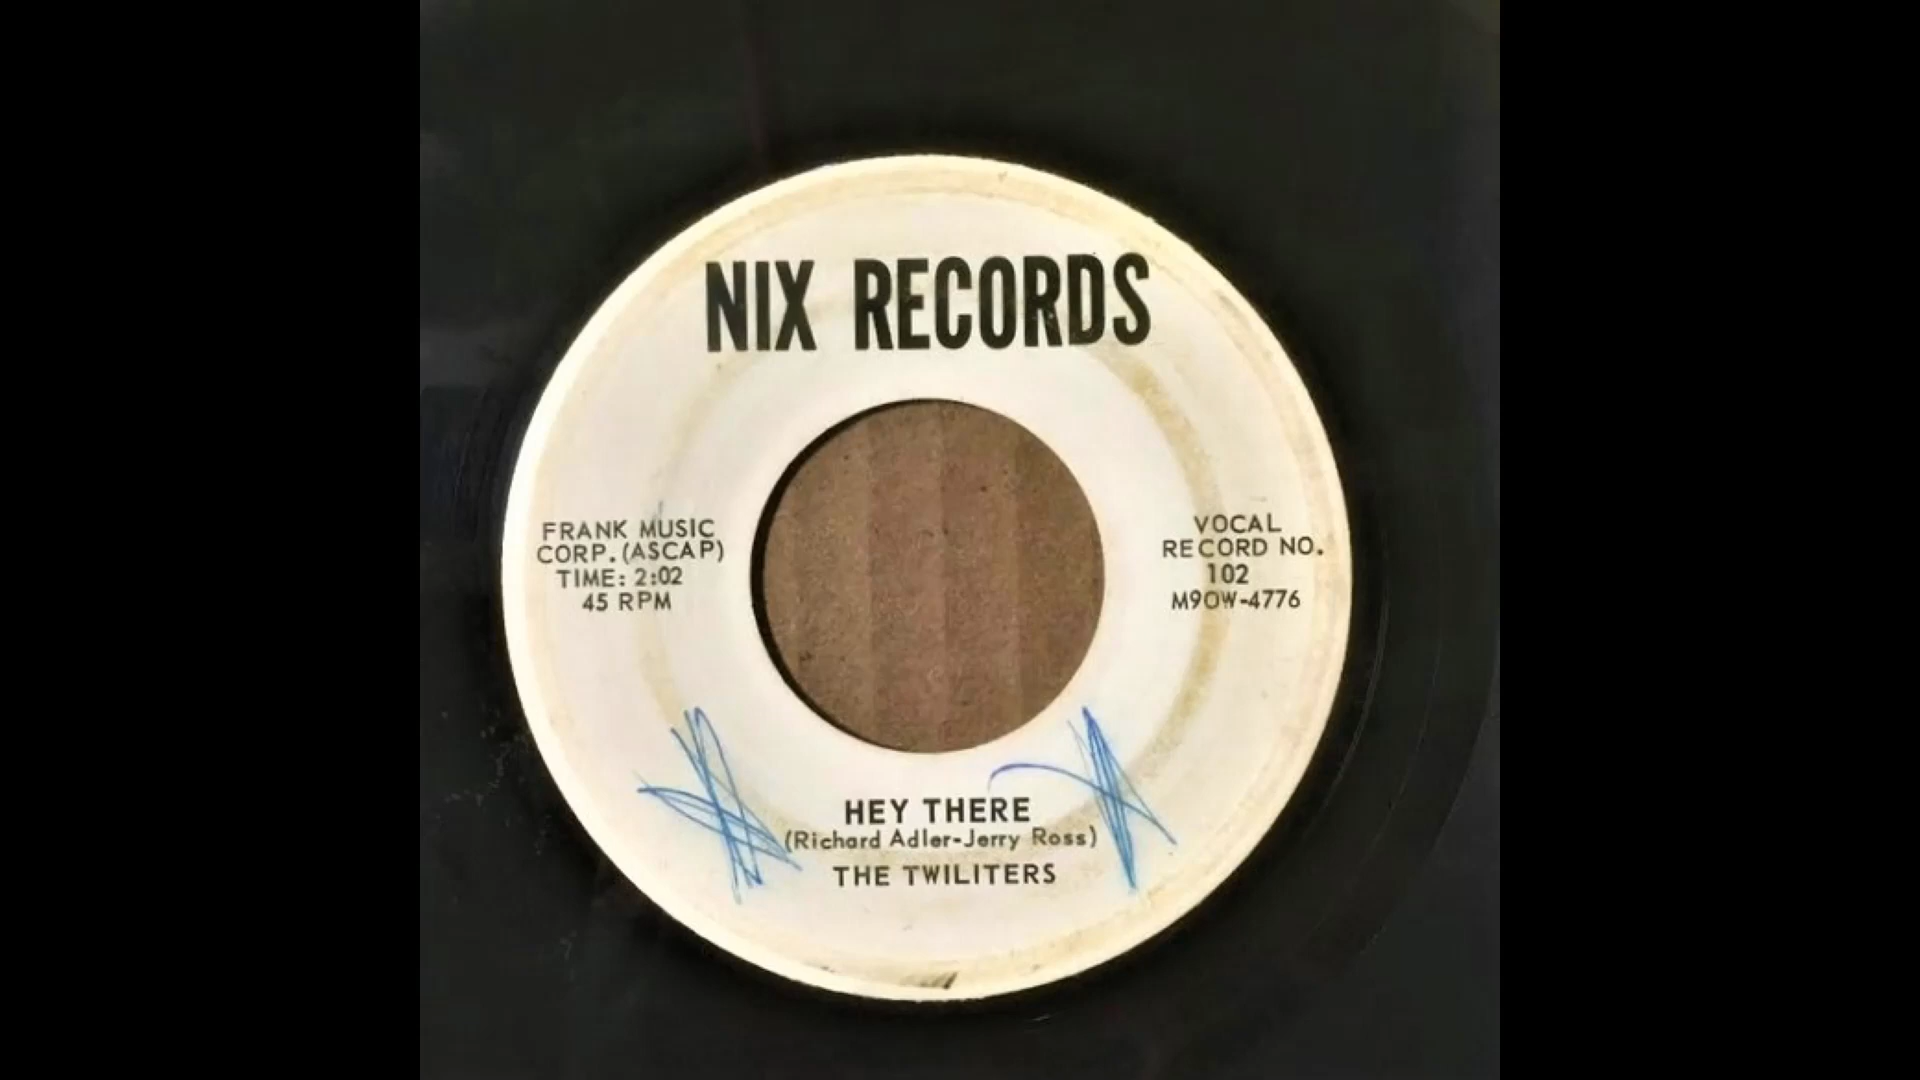 NIX RECORDS
FRANK MUSIC
CORP. (ASCAP)
TIME: 2:02
45 RPM
VOCAL
RECORD NO.
102
M9OW-4776
HEY THERE
(Richard Adler-Jerry Ross)
THE TWILITERS